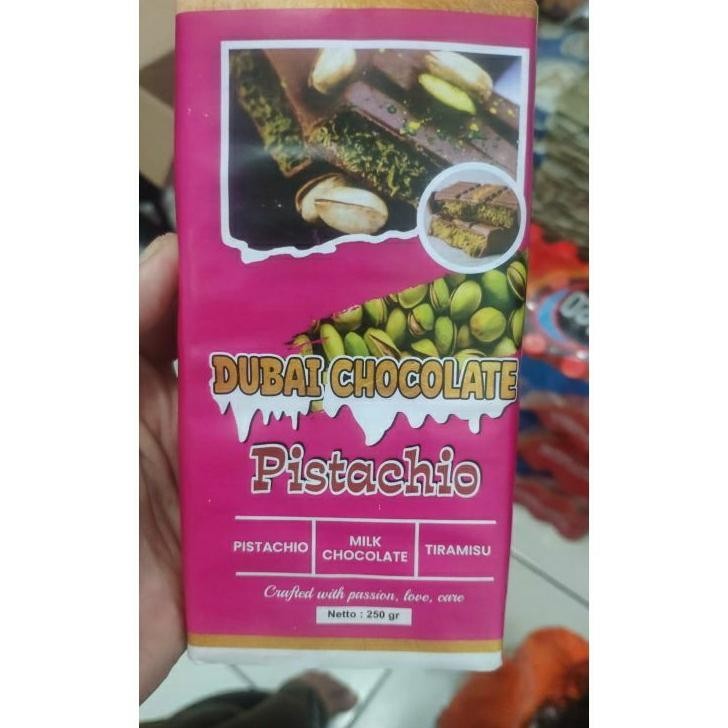 DUBAI CHOCOLATE
Pistachio
PISTACHIO
MILK
CHOCOLATE
TIRAMISU
Crafted with passion, love, care
Netto : 250 gr